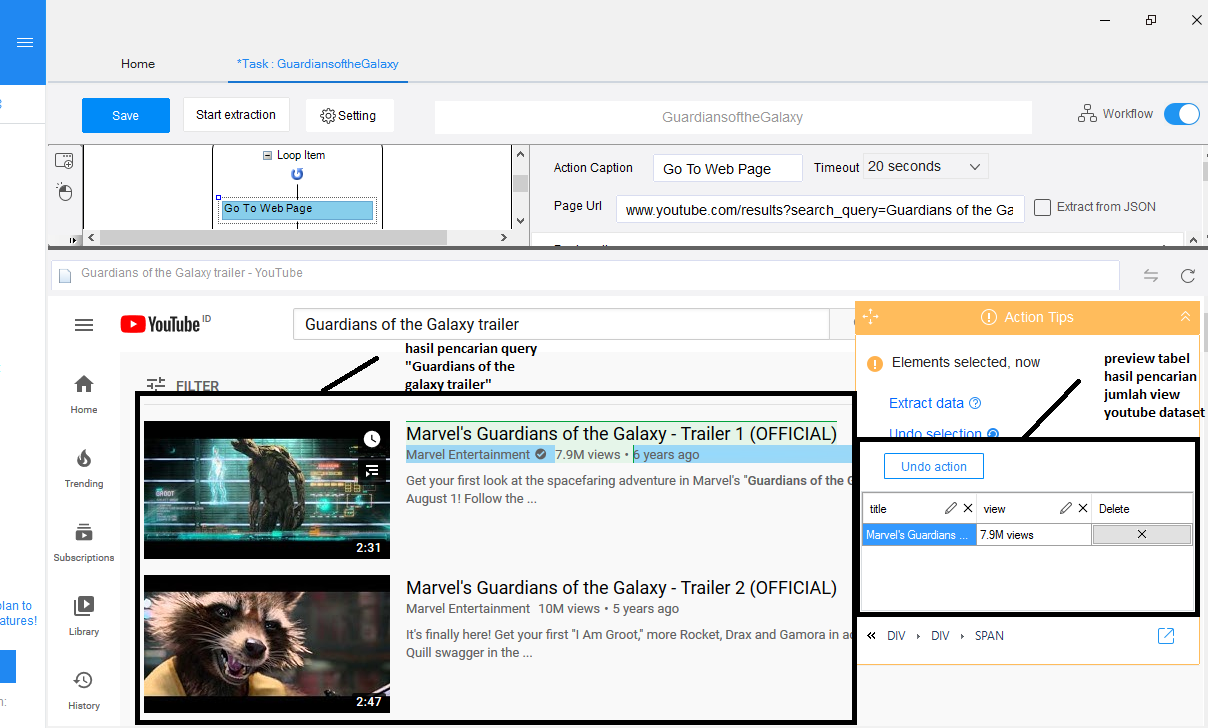 Home
*Task : GuardiansoftheGalaxy
Save
Start extraction
Setting
GuardiansoftheGalaxy
Workflow
Loop Item
Go To Web Page
Action Caption
Go To Web Page
Timeout
20 seconds
Page Url
www.youtube.com/results?search_query=Guardians of the Ga
Extract from JSON
Guardians of the Galaxy trailer - YouTube
YouTube ID
Guardians of the Galaxy trailer
hasil pencarian query
"Guardians of the
galaxy trailer"
FILTER
Home
Trending
Subscriptions
Library
History
Marvel's Guardians of the Galaxy - Trailer 1 (OFFICIAL)
Marvel Entertainment 7.9M views • 6 years ago
Get your first look at the spacefaring adventure in Marvel's "Guardians of the G
August 1! Follow the ...
GROOT
2:31
Marvel's Guardians of the Galaxy - Trailer 2 (OFFICIAL)
Marvel Entertainment 10M views • 5 years ago
It's finally here! Get your first "I Am Groot," more Rocket, Drax and Gamora in ac
Quill swagger in the ...
2:47
Action Tips
Elements selected, now
Extract data
Undo selection
preview tabel
hasil pencarian
jumlah view
youtube dataset
Undo action
title view Delete
Marvel's Guardians ... 7.9M views X
« DIV › DIV › SPAN
plan to
atures!
n: